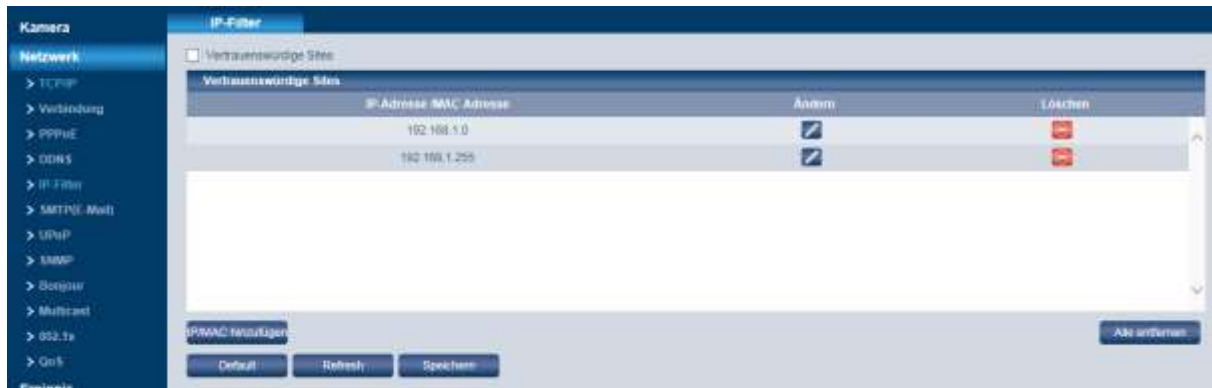 Kamera
IP-Filter
Netzwerk
Vertrauenswürdige Sites
> TCP/IP
Vertrauenswürdige Sites
> Verbindung
IP-Adresse /MAC Adresse Ändern Löschen
> PPPoE
192.168.1.0
> DDNS
192.168.1.255
> IP-Filter
> SMTP(E-Mail)
> UPnP
> SNMP
> Bonjour
> Multicast
> 802.1x
IP/MAC hinzufügen Alle entfernen
> QoS
Default Refresh Speichern
Ereignis